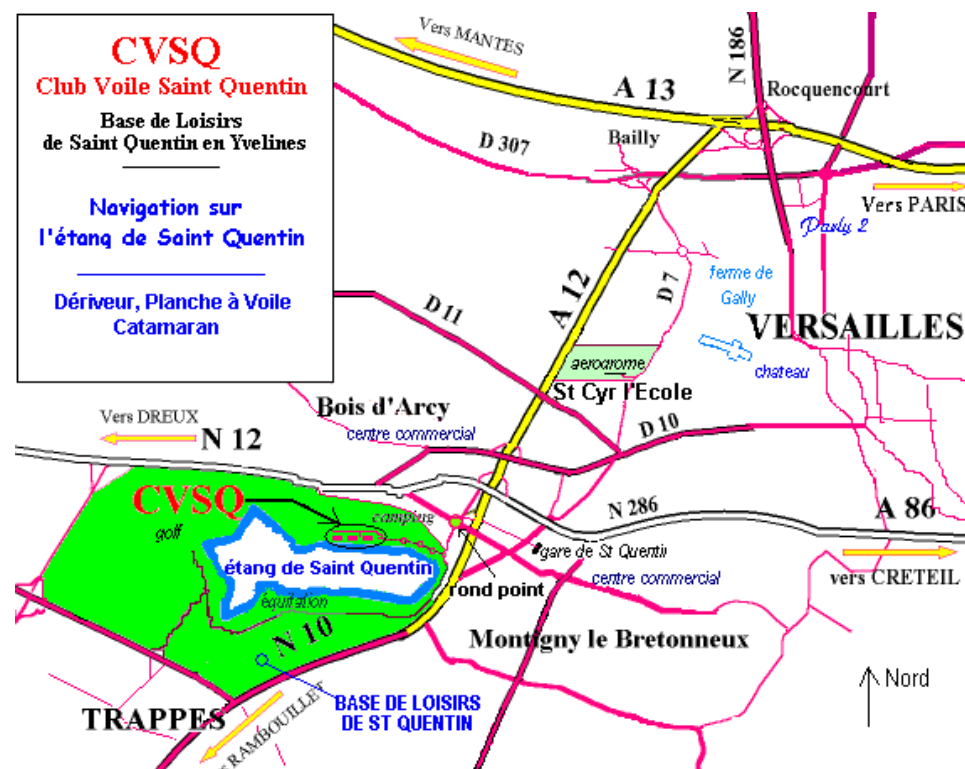 CVSQ
Club Voile Saint Quentin
Base de Loisirs
de Saint Quentin en Yvelines
Navigation sur
l'étang de Saint Quentin
Dériveur, Planche à Voile
Catamaran
Vers MANTES
A 13
N 186
Rocquencourt
Bailly
D 307
Vers PARIS
Parly 2
A 12
D 7
ferme de
Gally
VERSAILLES
chateau
D 11
aerodrome
St Cyr l'Ecole
Bois d'Arcy
centre commercial
D 10
Vers DREUX
N 12
CVSQ
golf
camping
N 286
A 86
gare de St Quentin
centre commercial
vers CRETEIL
étang de Saint Quentin
rond point
équitation
N 10
Montigny le Bretonneux
Nord
BASE DE LOISIRS
DE ST QUENTIN
TRAPPES
RAMBOUILLET